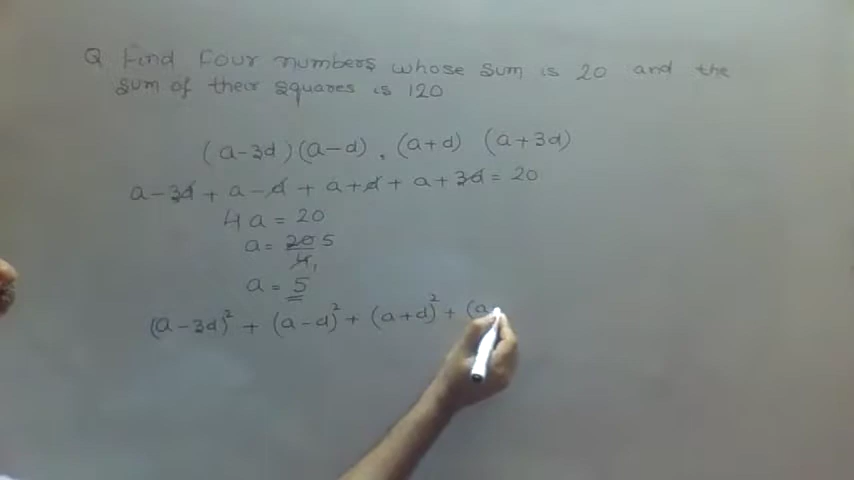 Q Find Four numbers whose sum is 20 and the
sum of their squares is 120
(a-3d)(a-d), (a+d) (a+3d)
a-3d + a-d + a+d + a+3d = 20
4a = 20
a = 20/4 5
a = 5
(a-3d)² + (a-d)² + (a+d)² + (a